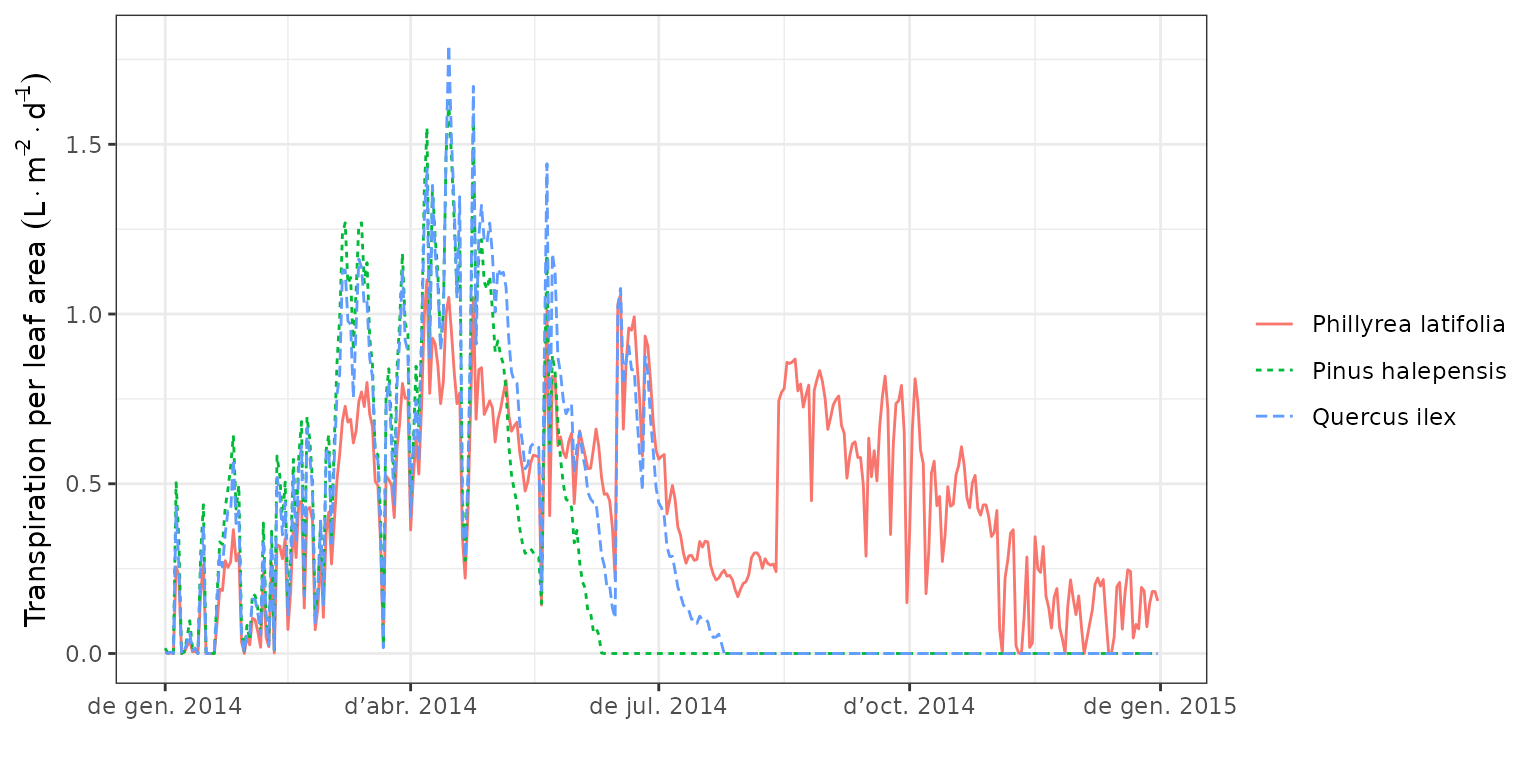 Transpiration per leaf area (L · m⁻² · d⁻¹)
1.5
1.0
0.5
0.0
de gen. 2014
d’abr. 2014
de jul. 2014
d’oct. 2014
de gen. 2015
Phillyrea latifolia
Pinus halepensis
Quercus ilex